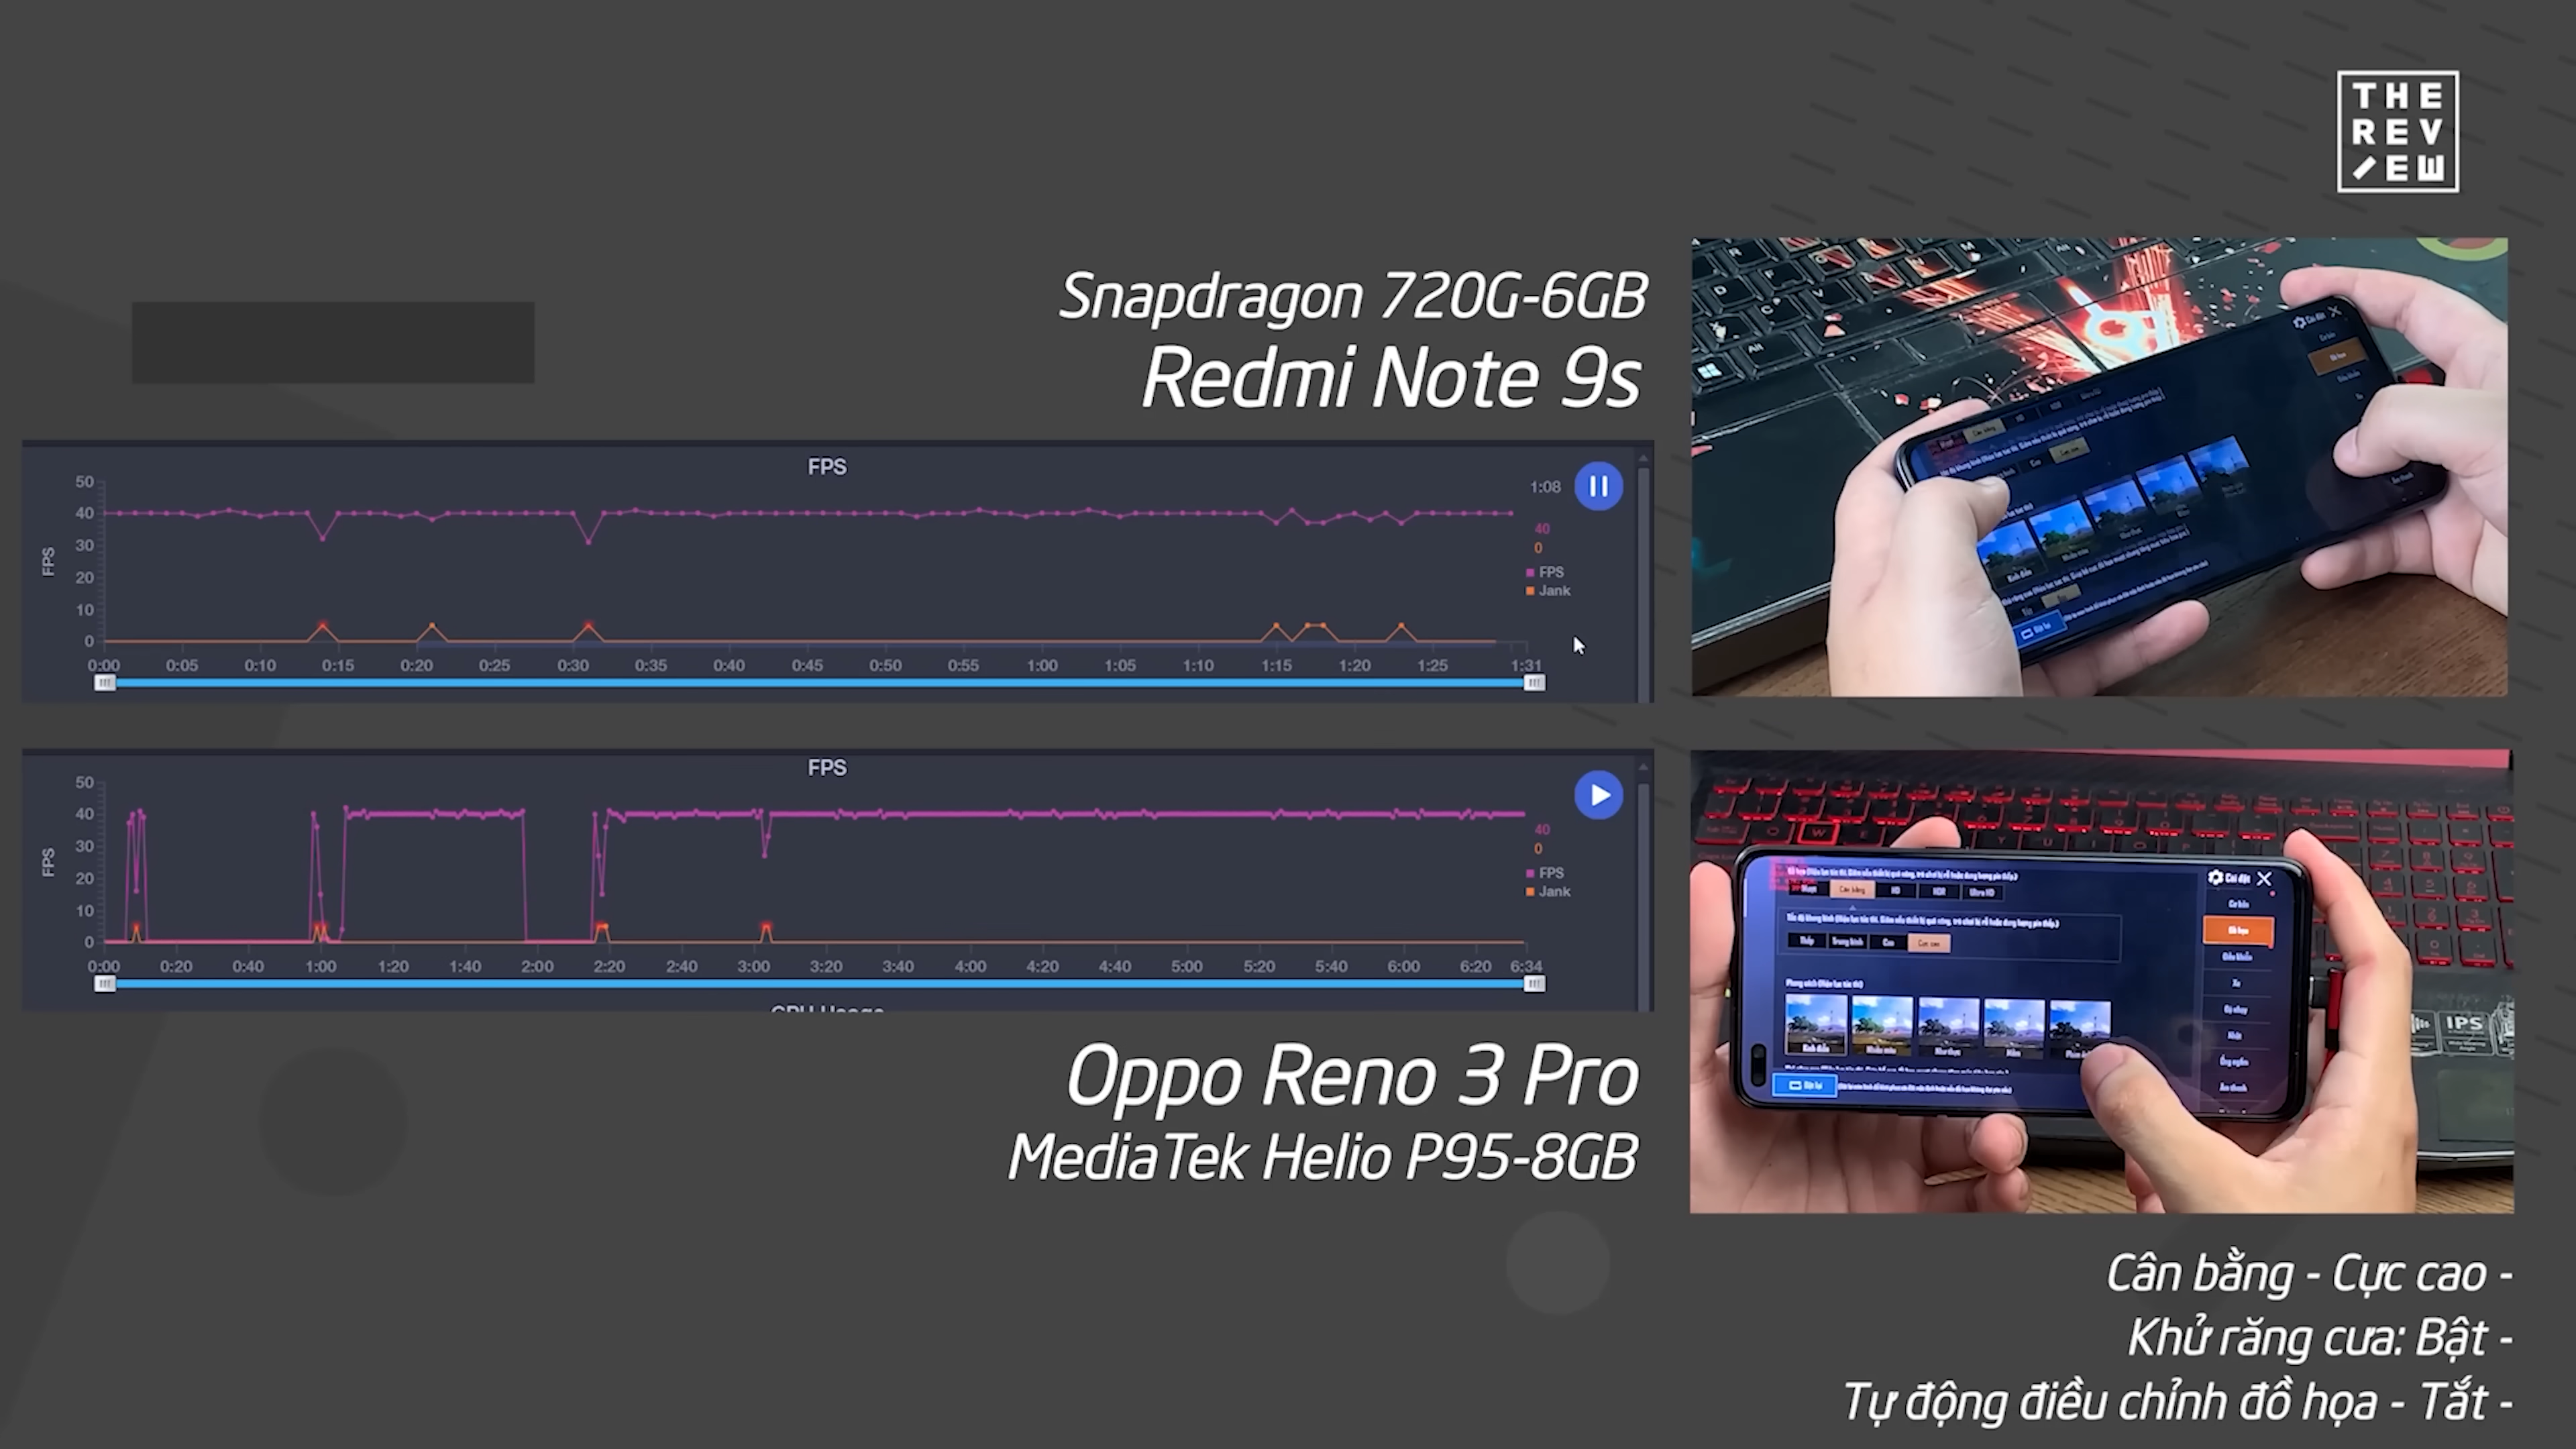 THE
REV
IEW
Snapdragon 720G-6GB
Redmi Note 9s
FPS
1:08
50
40
30
20
10
0
FPS
40
0
FPS
Jank
0:00 0:05 0:10 0:15 0:20 0:25 0:30 0:35 0:40 0:45 0:50 0:55 1:00 1:05 1:10 1:15 1:20 1:25 1:31
FPS
50
40
30
20
10
0
FPS
40
0
FPS
Jank
0:00 0:20 0:40 1:00 1:20 1:40 2:00 2:20 2:40 3:00 3:20 3:40 4:00 4:20 4:40 5:00 5:20 5:40 6:00 6:20 6:34
Cài đặt
IPS
Oppo Reno 3 Pro
MediaTek Helio P95-8GB
Cân bằng - Cực cao -
Khử răng cưa: Bật -
Tự động điều chỉnh đồ họa - Tắt -